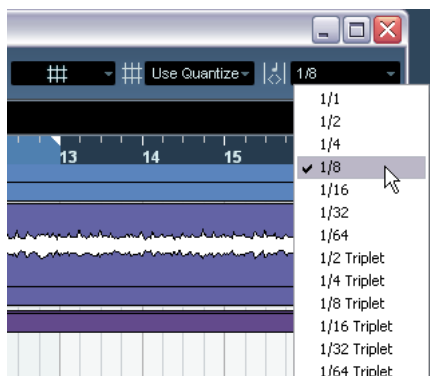 Use Quantize 1/8
13 14 15
1/1
1/2
1/4
1/8
1/16
1/32
1/64
1/2 Triplet
1/4 Triplet
1/8 Triplet
1/16 Triplet
1/32 Triplet
1/64 Triplet